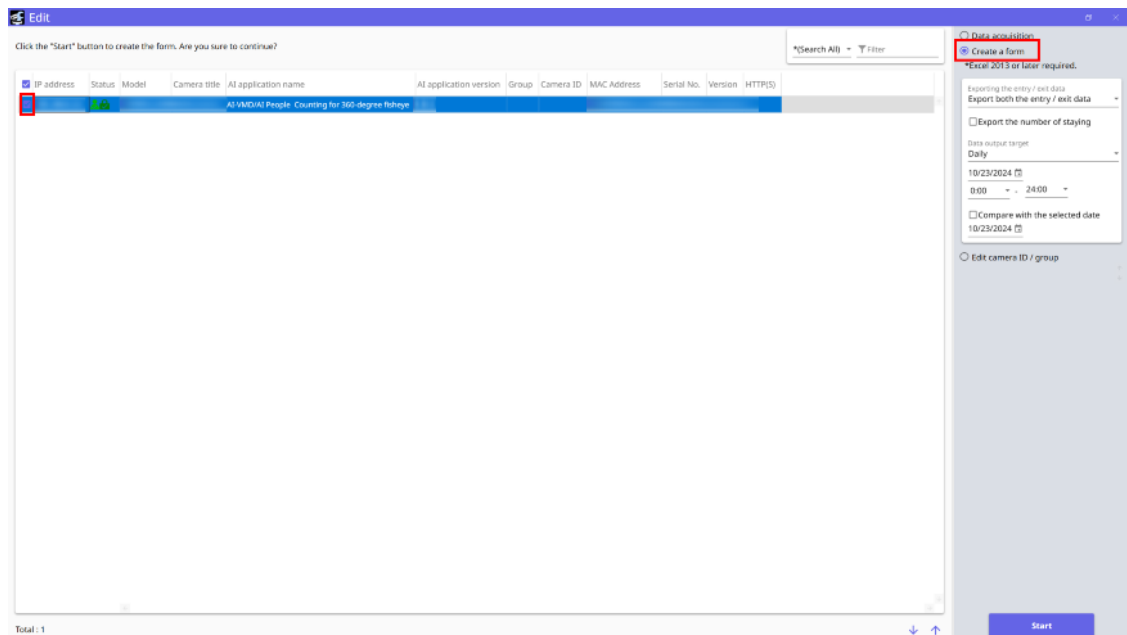 Edit
Click the "Start" button to create the form. Are you sure to continue?
*(Search All)
Filter
IP address Status Model Camera title AI application name AI application version Group Camera ID MAC Address Serial No. Version HTTP(S)
AI-VMD/AI People Counting for 360-degree fisheye
Total : 1
Data acquisition
Create a form
*Excel 2013 or later required.
Exporting the entry / exit data
Export both the entry / exit data
Export the number of staying
Data output target
Daily
10/23/2024
0:00 - 24:00
Compare with the selected date
10/23/2024
Edit camera ID / group
Start